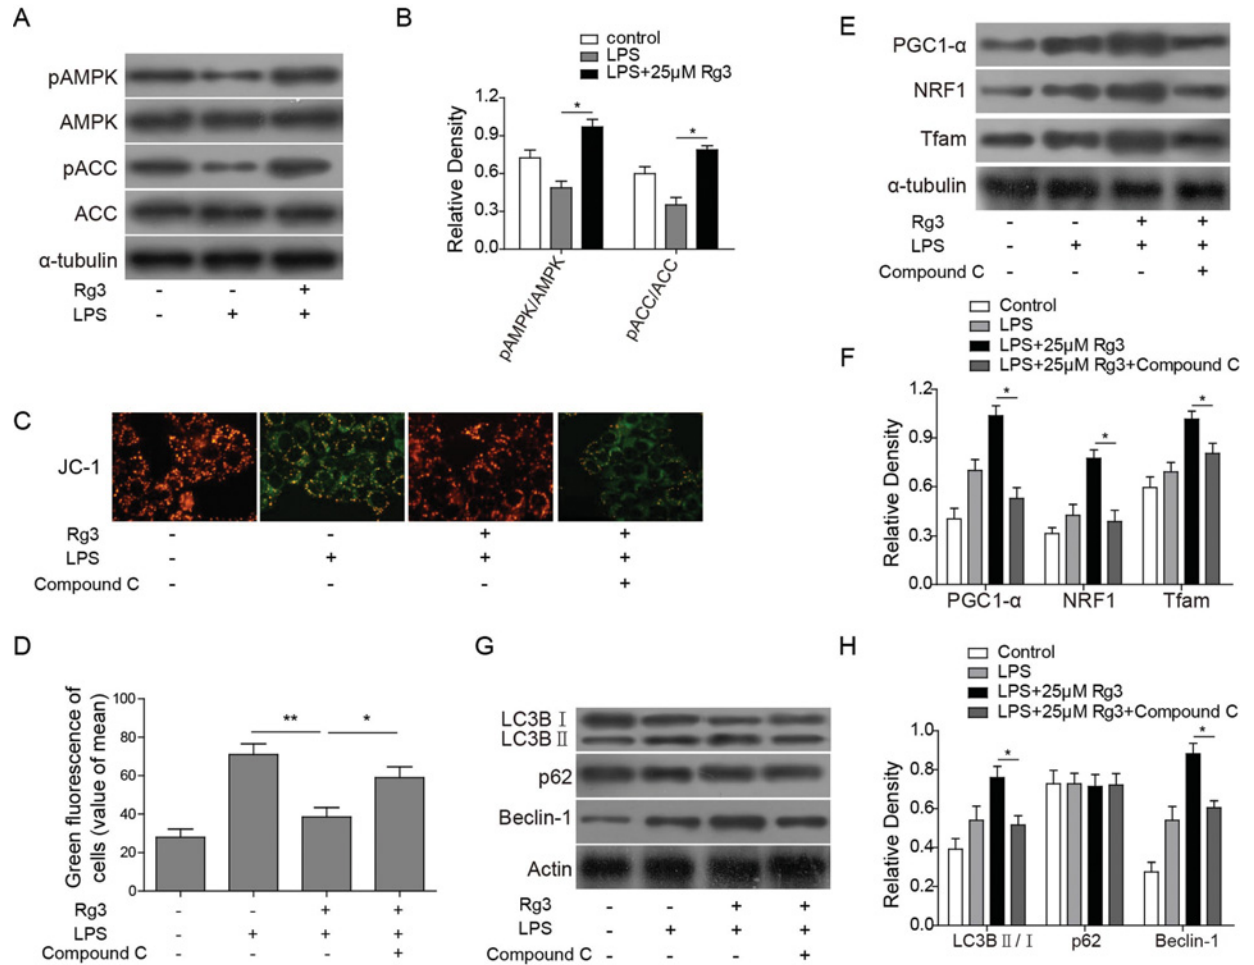 A
pAMPK
AMPK
pACC
ACC
α-tubulin
Rg3 - - +
LPS - + +
B
control
LPS
LPS+25μM Rg3
Relative Density
1.2
0.9
0.6
0.3
0.0
* *
pAMPK/AMPK
pACC/ACC
C
JC-1
Rg3 - - + +
LPS - + + +
Compound C - - - +
D
Green fluorescence of
cells (value of mean)
100
80
60
40
20
0
** *
Rg3 - - + +
LPS - + + +
Compound C - - - +
E
PGC1-α
NRF1
Tfam
α-tubulin
Rg3 - - + +
LPS - + + +
Compound C - - - +
F
Control
LPS
LPS+25μM Rg3
LPS+25μM Rg3+Compound C
Relative Density
1.2
0.9
0.6
0.3
0.0
* * *
PGC1-α NRF1 Tfam
G
LC3B Ⅰ
LC3B Ⅱ
p62
Beclin-1
Actin
Rg3 - - + +
LPS - + + +
Compound C - - - +
H
Control
LPS
LPS+25μM Rg3
LPS+25μM Rg3+Compound C
Relative Density
1.0
0.8
0.6
0.4
0.2
0.0
* *
LC3B Ⅱ/Ⅰ p62 Beclin-1